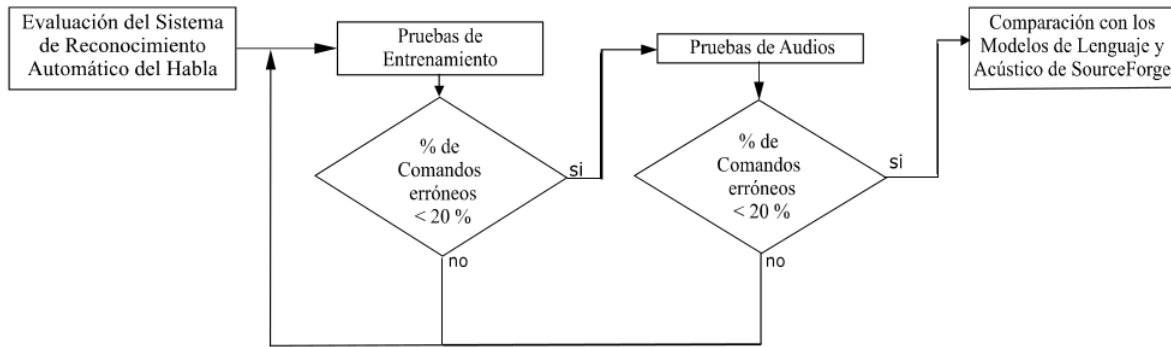 Evaluación del Sistema
de Reconocimiento
Automático del Habla
Pruebas de
Entrenamiento
% de
Comandos
erróneos
< 20 %
si
no
Pruebas de Audios
% de
Comandos
erróneos
< 20 %
si
no
Comparación con los
Modelos de Lenguaje y
Acústico de SourceForge